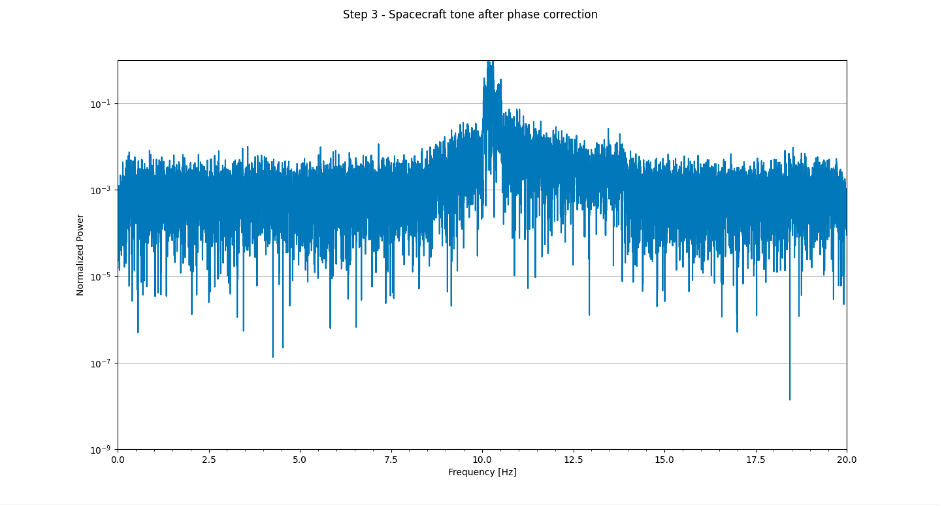 Step 3 - Spacecraft tone after phase correction
10⁻¹
10⁻³
10⁻⁵
10⁻⁷
10⁻⁹
Normalized Power
0.0 2.5 5.0 7.5 10.0 12.5 15.0 17.5 20.0
Frequency [Hz]